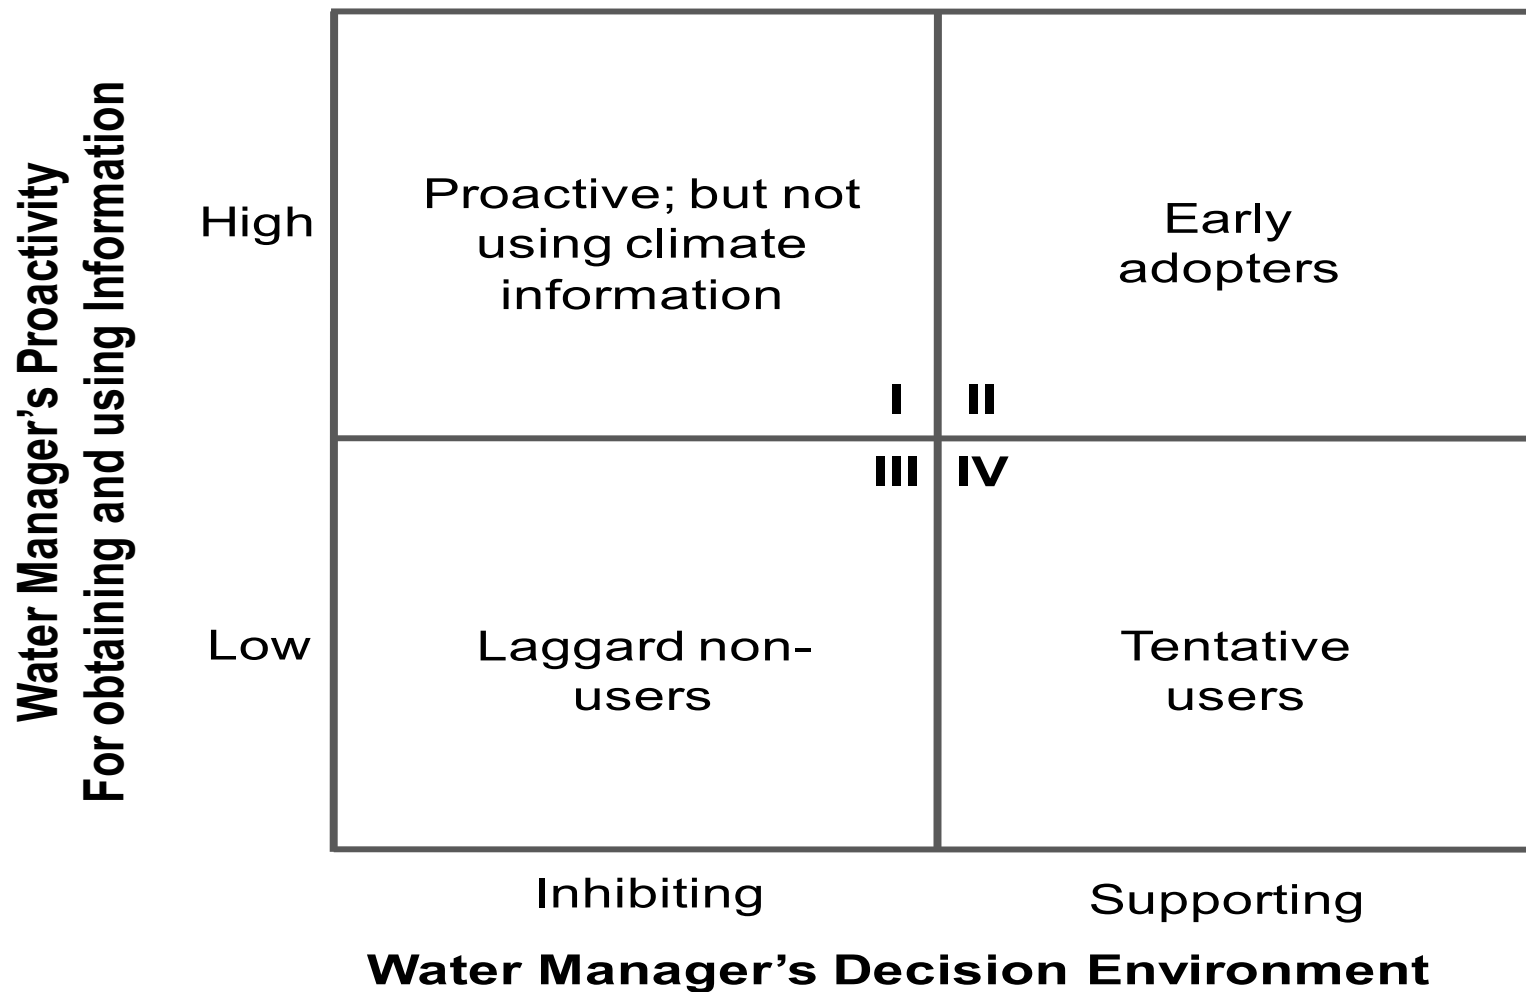 Water Manager's Proactivity
For obtaining and using Information
High
Proactive; but not
using climate
information
Early
adopters
I
II
III
IV
Low
Laggard non-
users
Tentative
users
Inhibiting
Supporting
Water Manager's Decision Environment